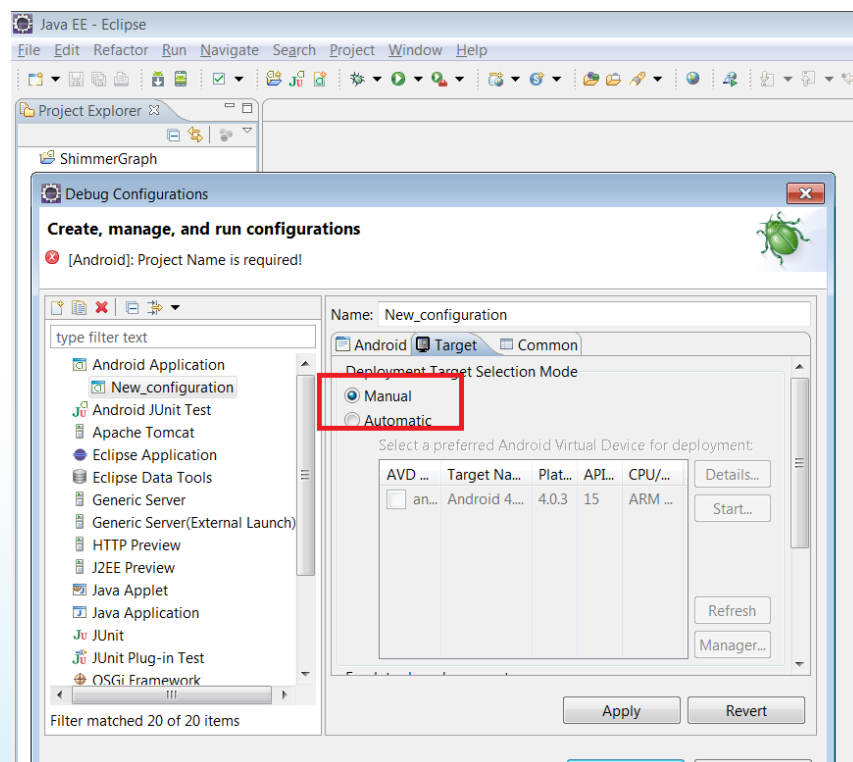 Java EE - Eclipse
File Edit Refactor Run Navigate Search Project Window Help
Project Explorer
ShimmerGraph
Debug Configurations
Create, manage, and run configurations
[Android]: Project Name is required!
type filter text
Android Application
New_configuration
Android JUnit Test
Apache Tomcat
Eclipse Application
Eclipse Data Tools
Generic Server
Generic Server(External Launch)
HTTP Preview
J2EE Preview
Java Applet
Java Application
JUnit
JUnit Plug-in Test
OSGi Framework
Filter matched 20 of 20 items
Name: New_configuration
Android Target Common
Deployment Target Selection Mode
Manual
Automatic
Select a preferred Android Virtual Device for deployment:
AVD ... Target Na... Plat... API... CPU/... Details...
an... Android 4.... 4.0.3 15 ARM ... Start...
Refresh
Manager...
Apply Revert